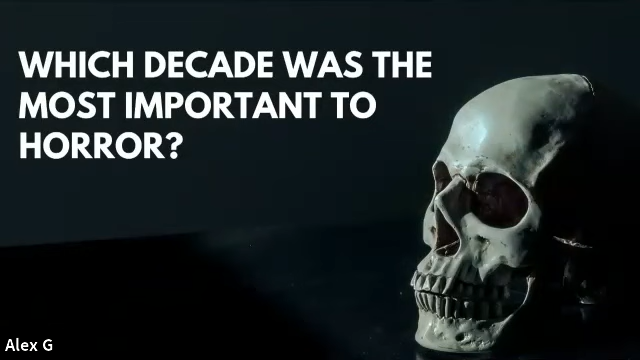 WHICH DECADE WAS THE
MOST IMPORTANT TO
HORROR?
Alex G